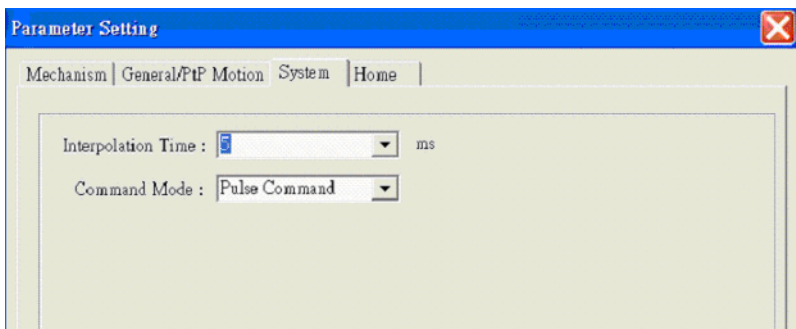 Parameter Setting
Mechanism General/PtP Motion System Home
Interpolation Time : 5 ms
Command Mode : Pulse Command